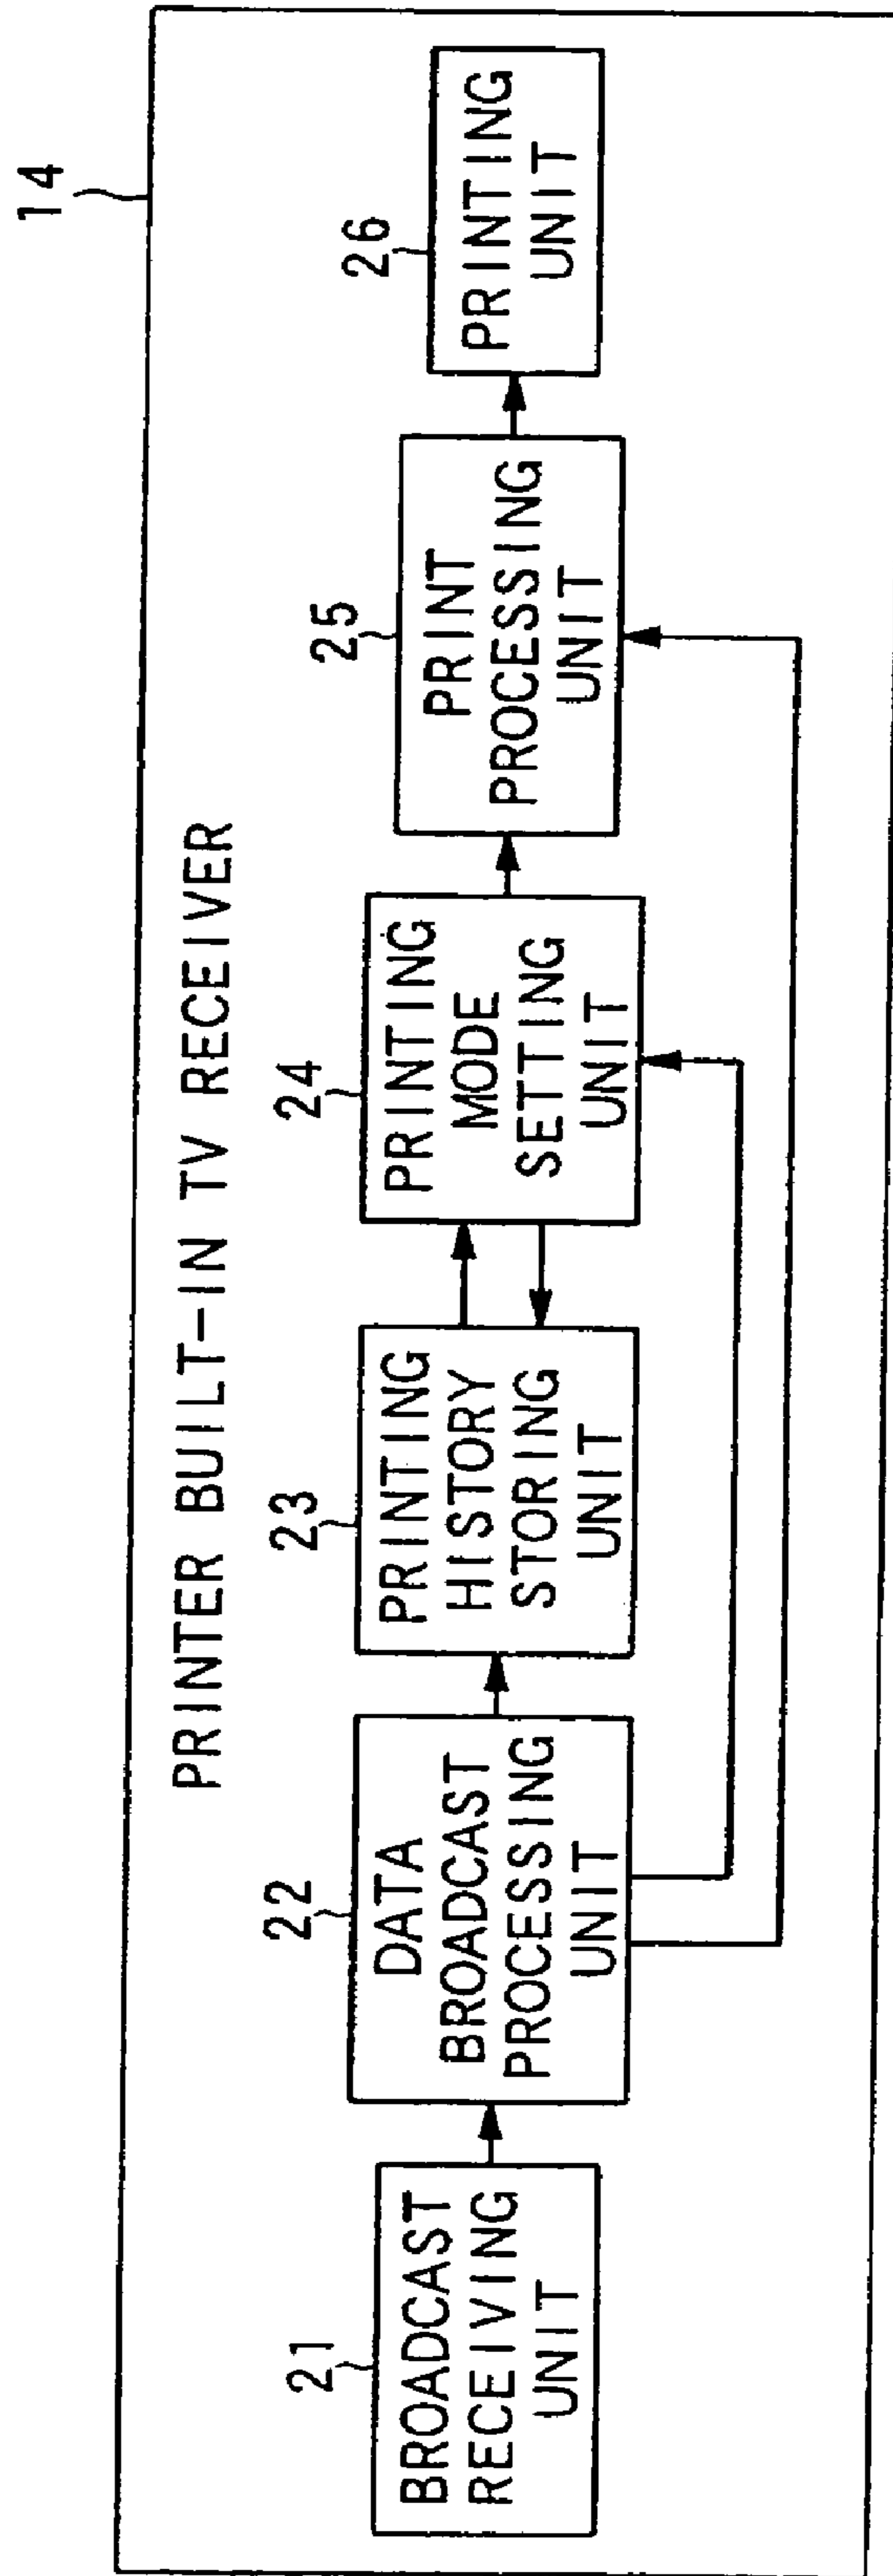 14
PRINTER BUILT-IN TV RECEIVER
21
BROADCAST
RECEIVING
UNIT
22
DATA
BROADCAST
PROCESSING
UNIT
23
PRINTING
HISTORY
STORING
UNIT
24
PRINTING
MODE
SETTING
UNIT
25
PRINT
PROCESSING
UNIT
26
PRINTING
UNIT